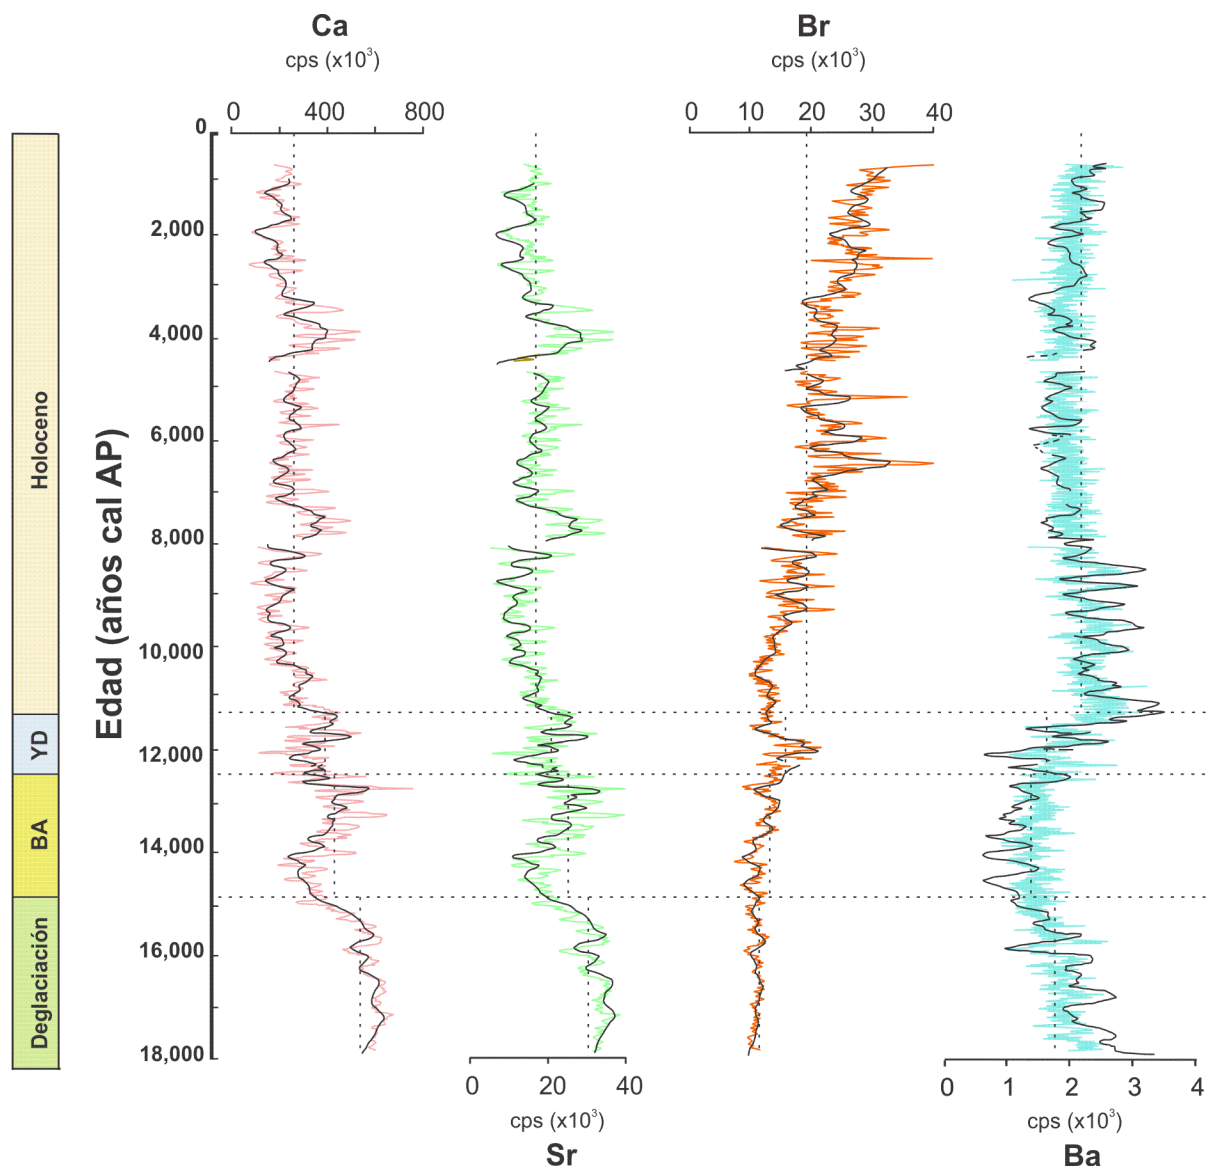 Ca
cps (x10³)
0 400 800
Br
cps (x10³)
0 10 20 30 40
Edad (años cal AP)
0
2,000
4,000
6,000
8,000
10,000
12,000
14,000
16,000
18,000
Holoceno
YD
BA
Deglaciación
0 20 40
cps (x10³)
Sr
0 1 2 3 4
cps (x10³)
Ba